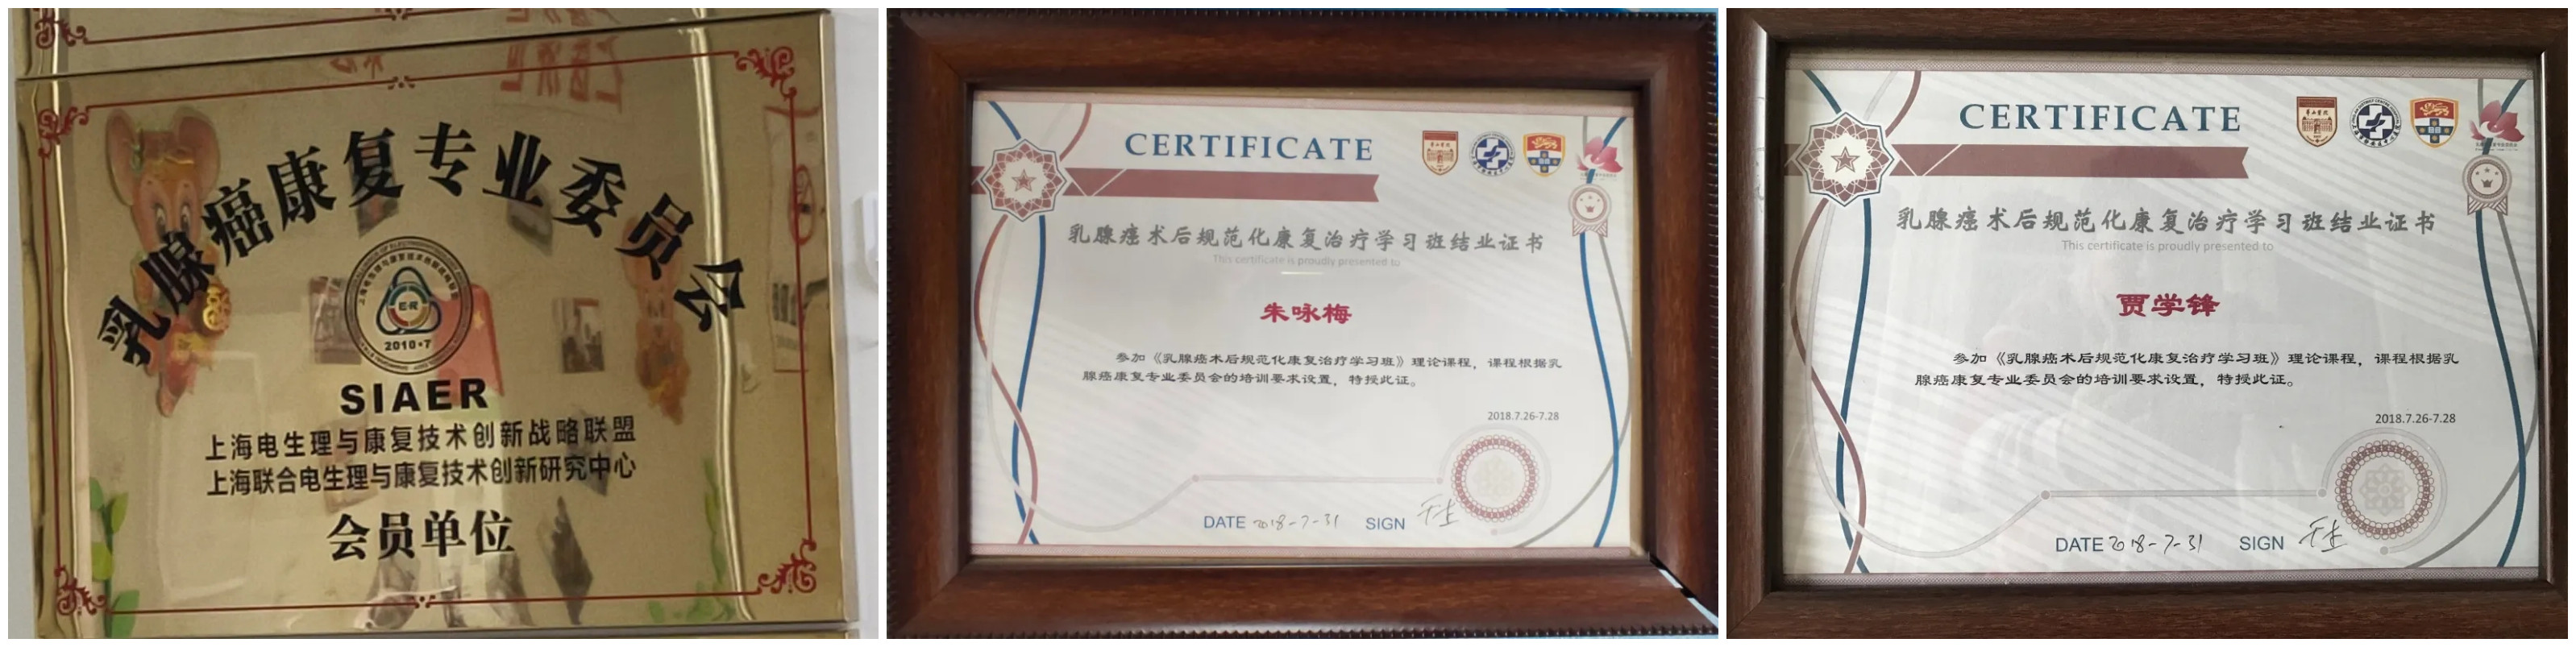 乳腺癌康复专业委员会
2010·7
SIAER
上海电生理与康复技术创新战略联盟
上海联合电生理与康复技术创新研究中心
会员单位
CERTIFICATE
乳腺癌术后规范化康复治疗学习班结业证书
This certificate is proudly presented to
朱咏梅
参加《乳腺癌术后规范化康复治疗学习班》理论课程，课程根据乳
腺癌康复专业委员会的培训要求设置，特授此证。
2018.7.26-7.28
DATE 2018-7-31 SIGN
CERTIFICATE
乳腺癌术后规范化康复治疗学习班结业证书
This certificate is proudly presented to
贾学锋
参加《乳腺癌术后规范化康复治疗学习班》理论课程，课程根据乳
腺癌康复专业委员会的培训要求设置，特授此证。
2018.7.26-7.28
DATE 2018-7-31 SIGN